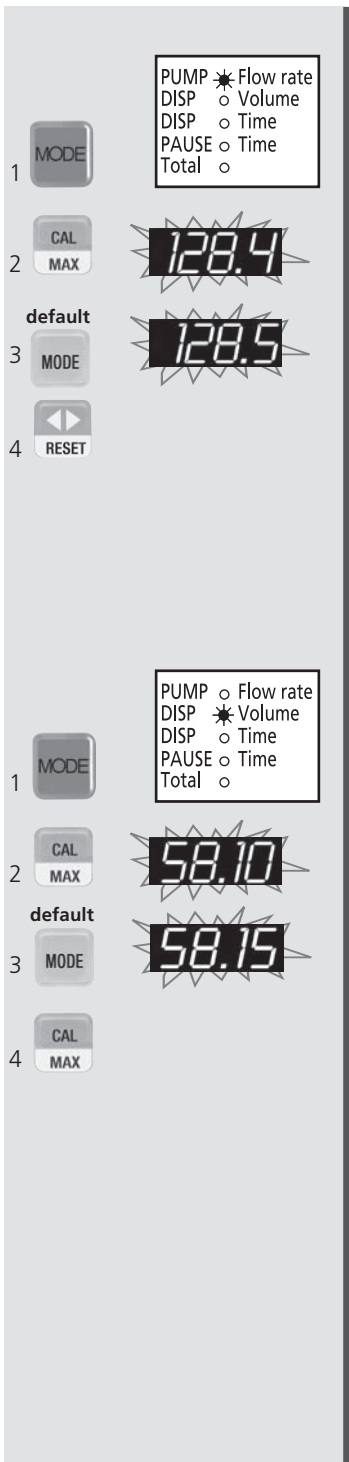 PUMP Flow rate
DISP Volume
DISP Time
PAUSE Time
Total
1 MODE
2 CAL MAX 128.4
default
3 MODE 128.5
4 RESET
PUMP Flow rate
DISP Volume
DISP Time
PAUSE Time
Total
1 MODE
2 CAL MAX 58.10
default
3 MODE 58.15
4 CAL MAX